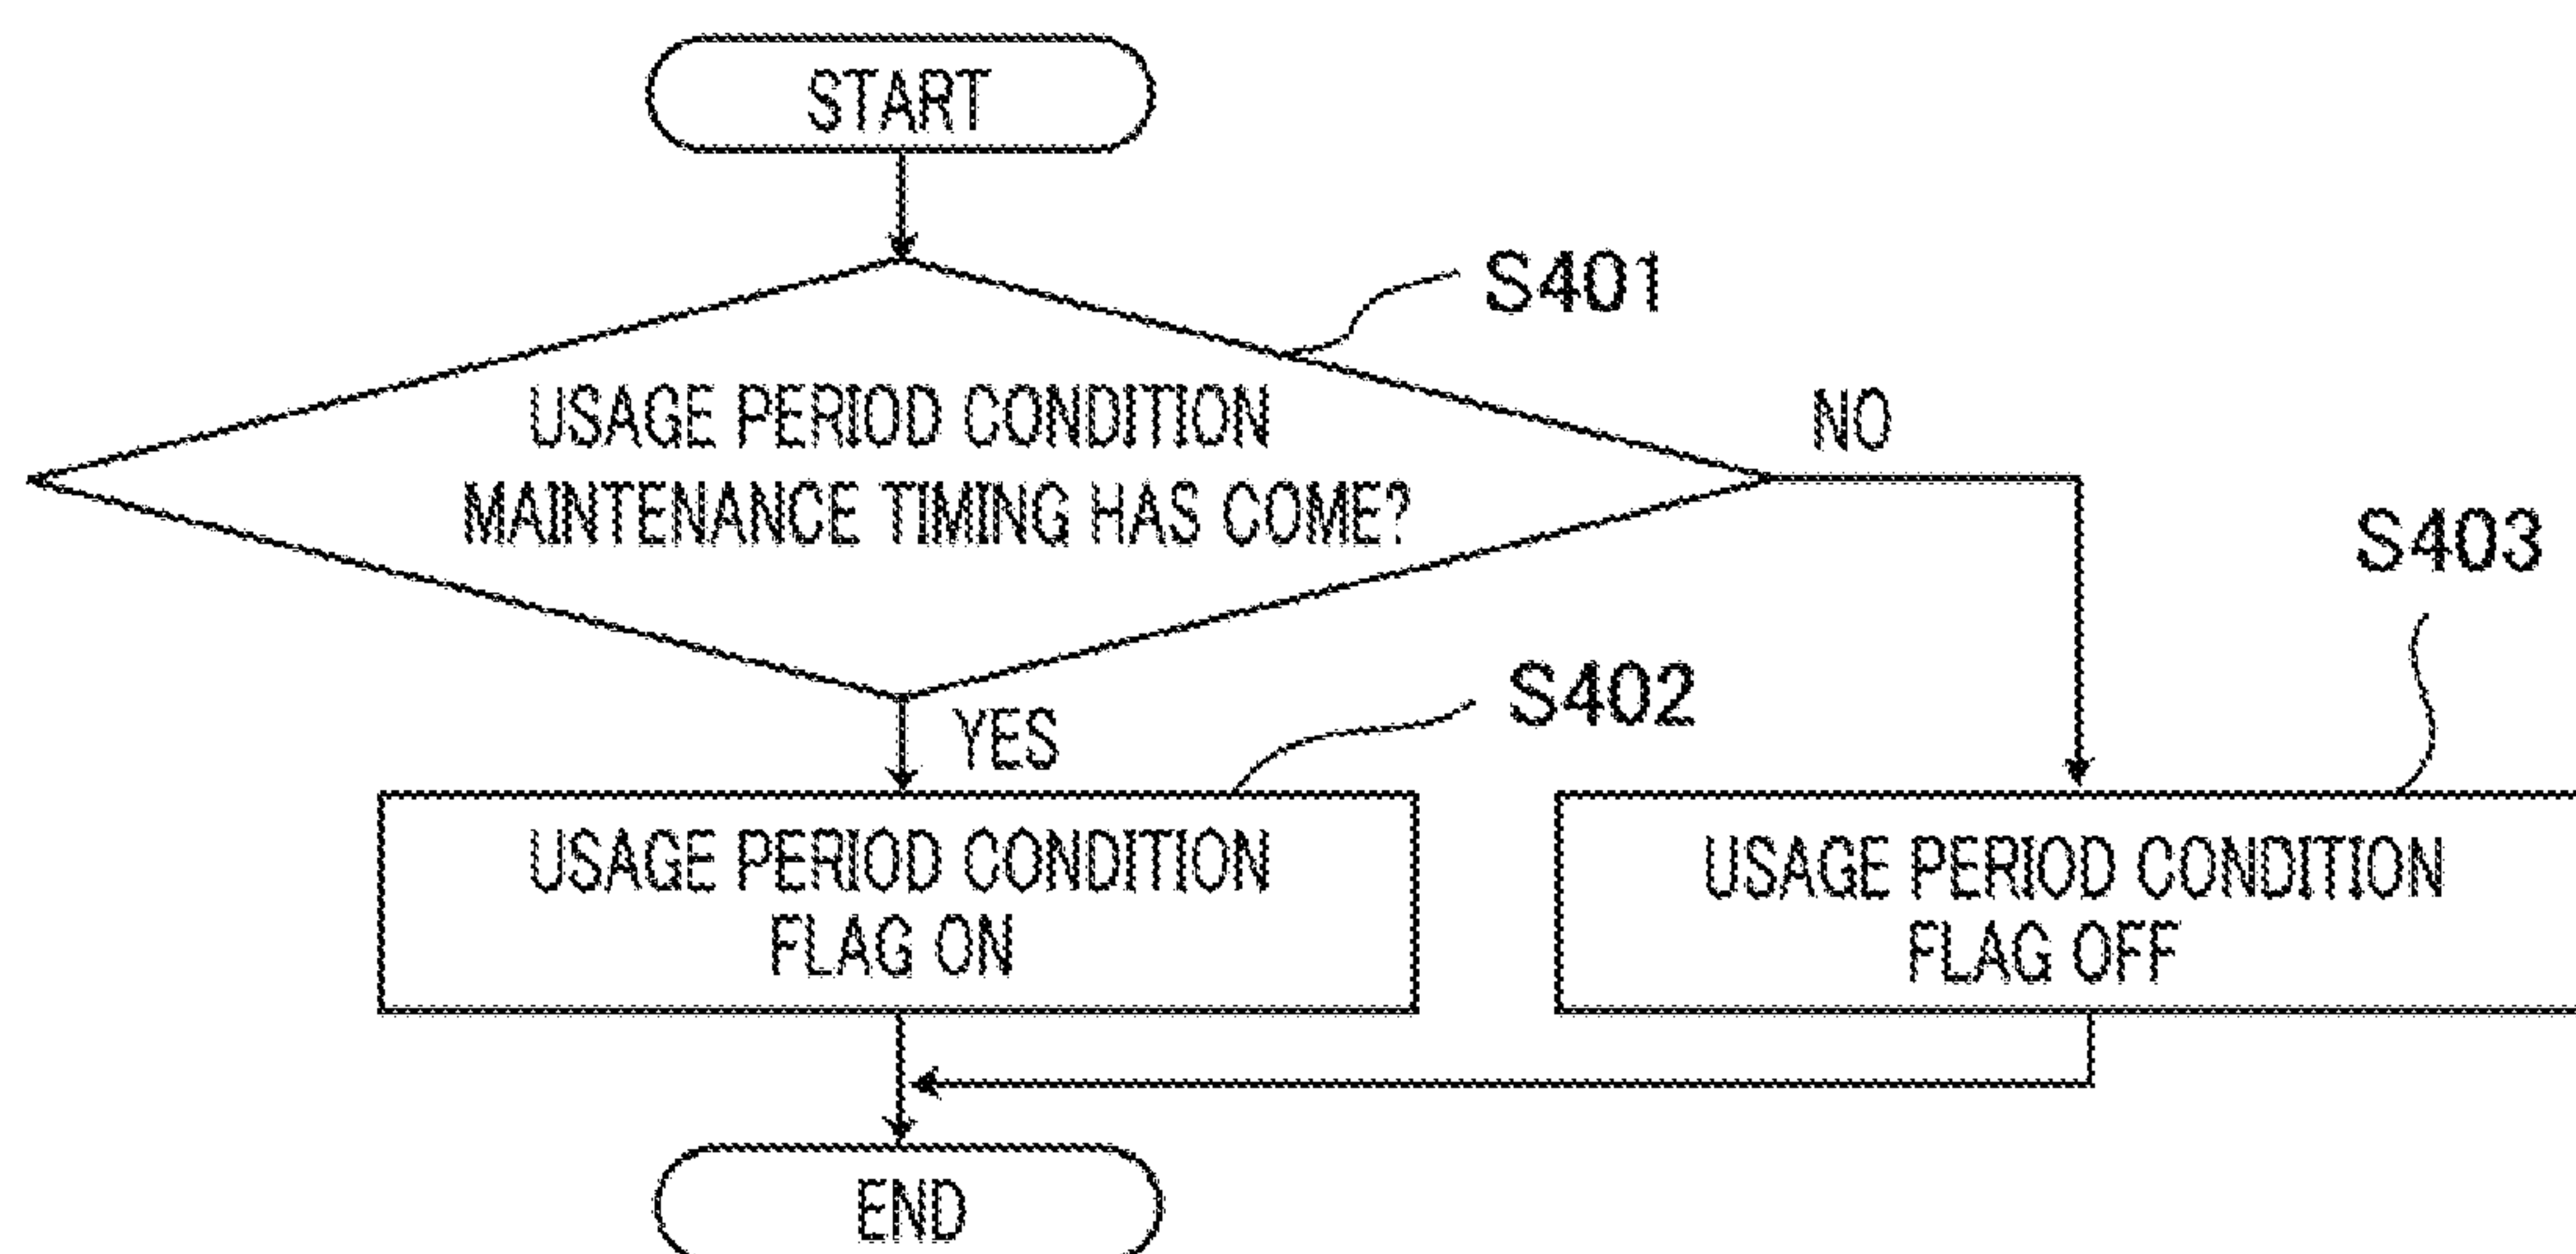 START
S401
USAGE PERIOD CONDITION
MAINTENANCE TIMING HAS COME?
NO
S403
S402
YES
USAGE PERIOD CONDITION
FLAG ON
USAGE PERIOD CONDITION
FLAG OFF
END